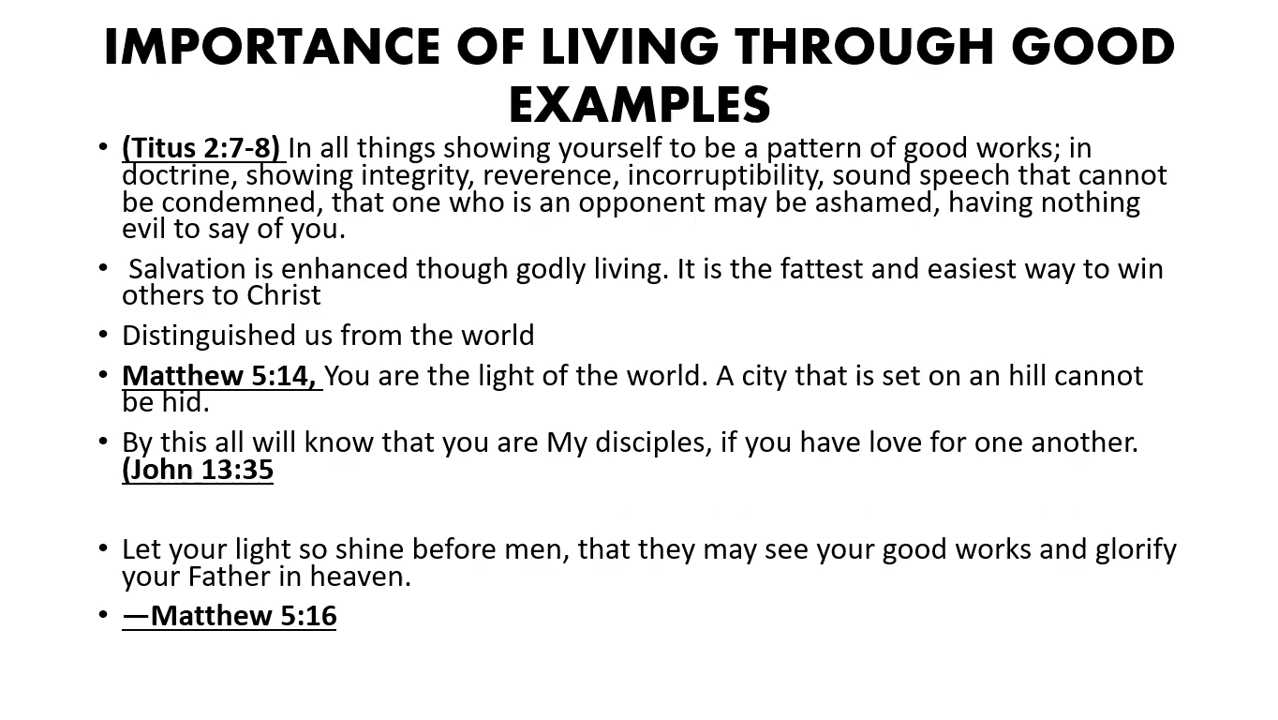 IMPORTANCE OF LIVING THROUGH GOOD
EXAMPLES
• (Titus 2:7-8) In all things showing yourself to be a pattern of good works; in
doctrine, showing integrity, reverence, incorruptibility, sound speech that cannot
be condemned, that one who is an opponent may be ashamed, having nothing
evil to say of you.
• Salvation is enhanced though godly living. It is the fattest and easiest way to win
others to Christ
• Distinguished us from the world
• Matthew 5:14, You are the light of the world. A city that is set on an hill cannot
be hid.
• By this all will know that you are My disciples, if you have love for one another.
(John 13:35
• Let your light so shine before men, that they may see your good works and glorify
your Father in heaven.
• —Matthew 5:16